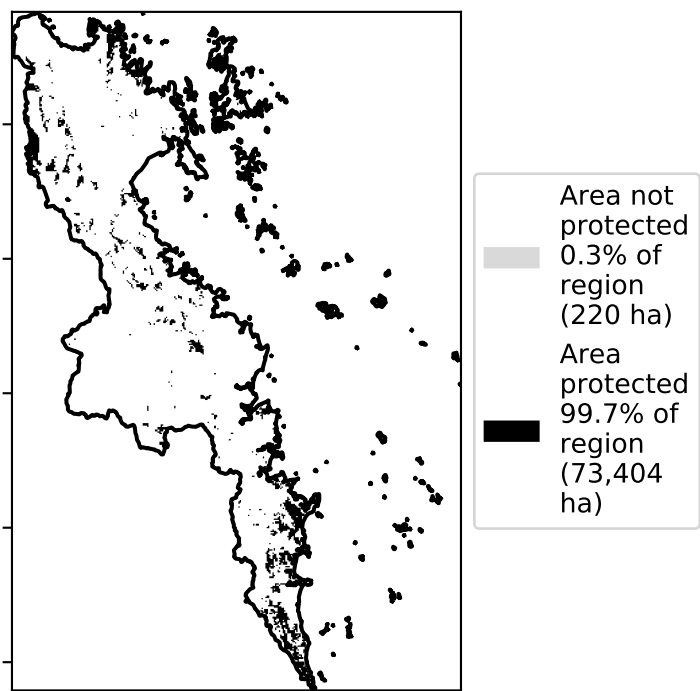 Area not
protected
0.3% of
region
(220 ha)
Area
protected
99.7% of
region
(73,404
ha)